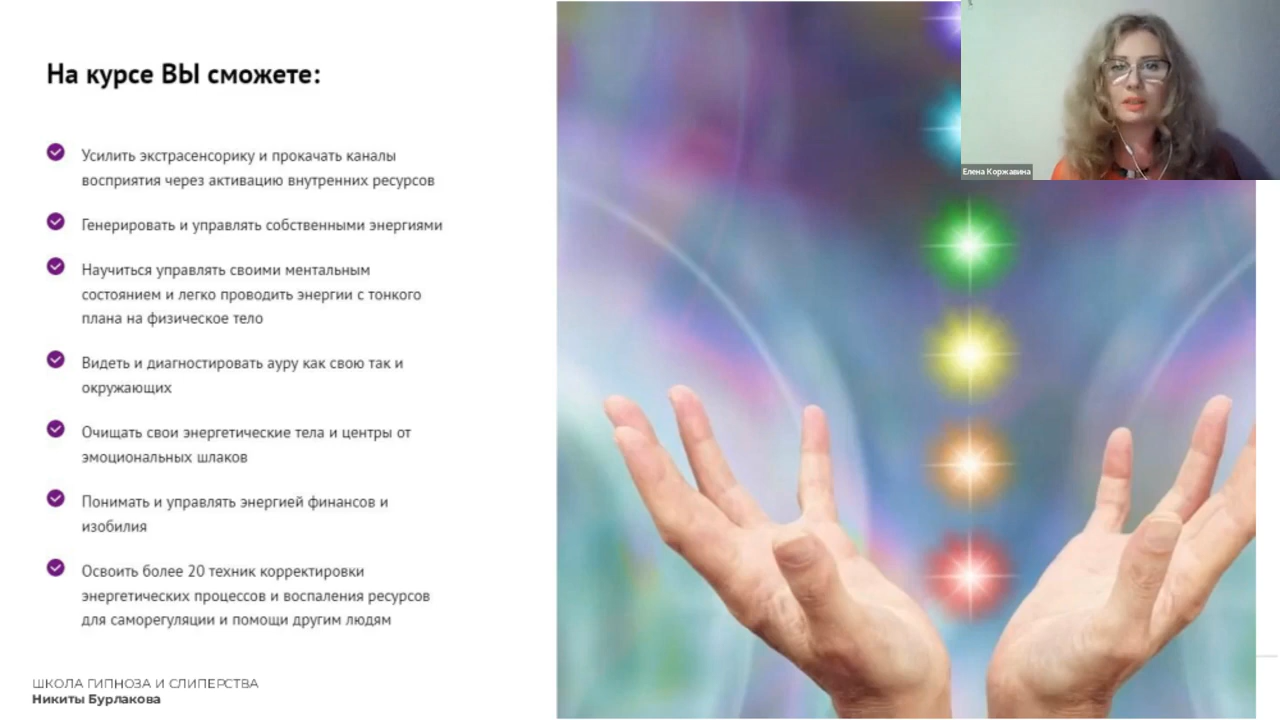 На курсе ВЫ сможете:
Усилить экстрасенсорику и прокачать каналы
восприятия через активацию внутренних ресурсов
Генерировать и управлять собственными энергиями
Научиться управлять своими ментальным
состоянием и легко проводить энергии с тонкого
плана на физическое тело
Видеть и диагностировать ауру как свою так и
окружающих
Очищать свои энергетические тела и центры от
эмоциональных шлаков
Понимать и управлять энергией финансов и
изобилия
Освоить более 20 техник корректировки
энергетических процессов и воспаления ресурсов
для саморегуляции и помощи другим людям
ШКОЛА ГИПНОЗА И СЛИПЕРСТВА
Никиты Бурлакова
Елена Коржавина